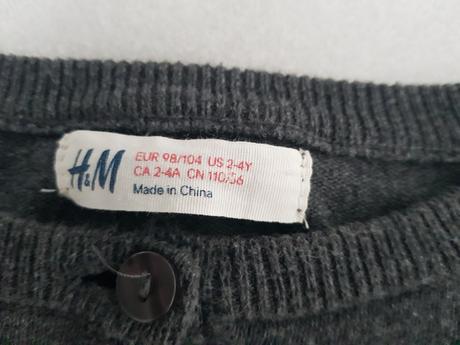 H&M
EUR 98/104 US 2-4Y
CA 2-4A CN 110/56
Made in China